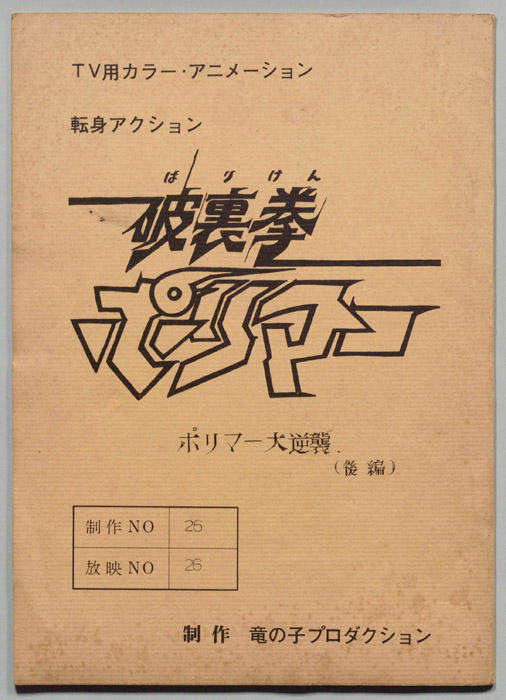 TV用カラー・アニメーション
転身アクション
はりけん
破裏拳
ポリマー
ポリマー大逆襲
(後編)
制作NO 26
放映NO 26
制作 竜の子プロダクション